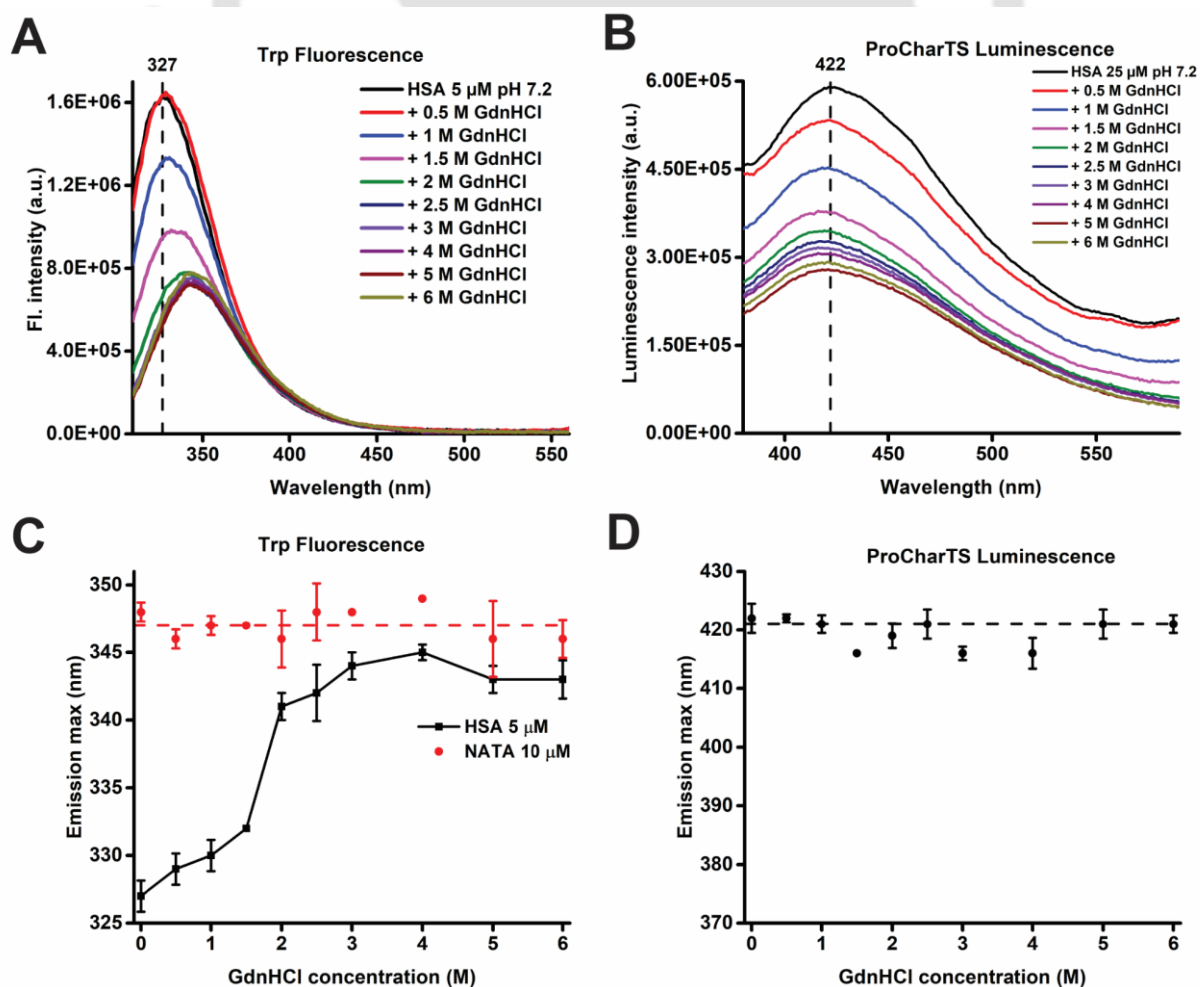 A
Trp Fluorescence
327
1.6E+06
1.2E+06
8.0E+05
4.0E+05
0.0E+00
Fl. intensity (a.u.)
350
400
450
500
550
Wavelength (nm)
HSA 5 µM pH 7.2
+ 0.5 M GdnHCl
+ 1 M GdnHCl
+ 1.5 M GdnHCl
+ 2 M GdnHCl
+ 2.5 M GdnHCl
+ 3 M GdnHCl
+ 4 M GdnHCl
+ 5 M GdnHCl
+ 6 M GdnHCl
B
ProCharTS Luminescence
422
6.00E+05
4.50E+05
3.00E+05
1.50E+05
0.00E+00
Luminescence intensity (a.u.)
400
450
500
550
Wavelength (nm)
HSA 25 µM pH 7.2
+ 0.5 M GdnHCl
+ 1 M GdnHCl
+ 1.5 M GdnHCl
+ 2 M GdnHCl
+ 2.5 M GdnHCl
+ 3 M GdnHCl
+ 4 M GdnHCl
+ 5 M GdnHCl
+ 6 M GdnHCl
C
Trp Fluorescence
350
345
340
335
330
325
Emission max (nm)
HSA 5 µM
NATA 10 µM
0
1
2
3
4
5
6
GdnHCl concentration (M)
D
ProCharTS Luminescence
430
420
410
400
390
380
370
Emission max (nm)
0
1
2
3
4
5
6
GdnHCl concentration (M)